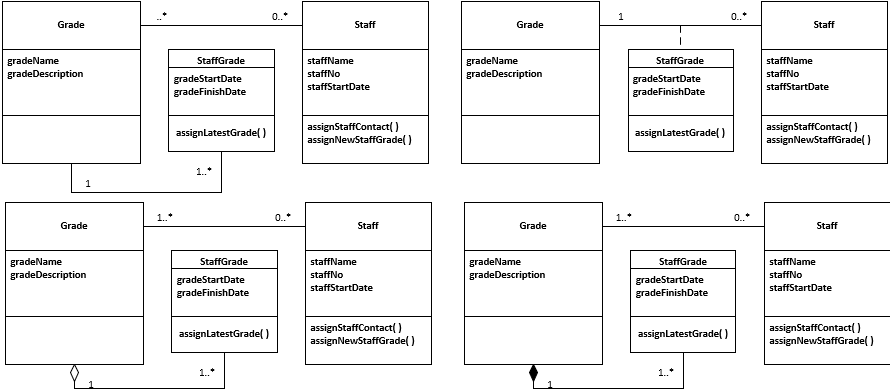 Grade
..*
0..*
Staff
gradeName
gradeDescription
StaffGrade
gradeStartDate
gradeFinishDate
assignLatestGrade( )
staffName
staffNo
staffStartDate
assignStaffContact( )
assignNewStaffGrade( )
1..*
1
Grade
1
0..*
Staff
gradeName
gradeDescription
StaffGrade
gradeStartDate
gradeFinishDate
assignLatestGrade( )
staffName
staffNo
staffStartDate
assignStaffContact( )
assignNewStaffGrade( )
Grade
1..*
0..*
Staff
gradeName
gradeDescription
StaffGrade
gradeStartDate
gradeFinishDate
assignLatestGrade( )
staffName
staffNo
staffStartDate
assignStaffContact( )
assignNewStaffGrade( )
1..*
1
Grade
1..*
0..*
Staff
gradeName
gradeDescription
StaffGrade
gradeStartDate
gradeFinishDate
assignLatestGrade( )
staffName
staffNo
staffStartDate
assignStaffContact( )
assignNewStaffGrade( )
1..*
1